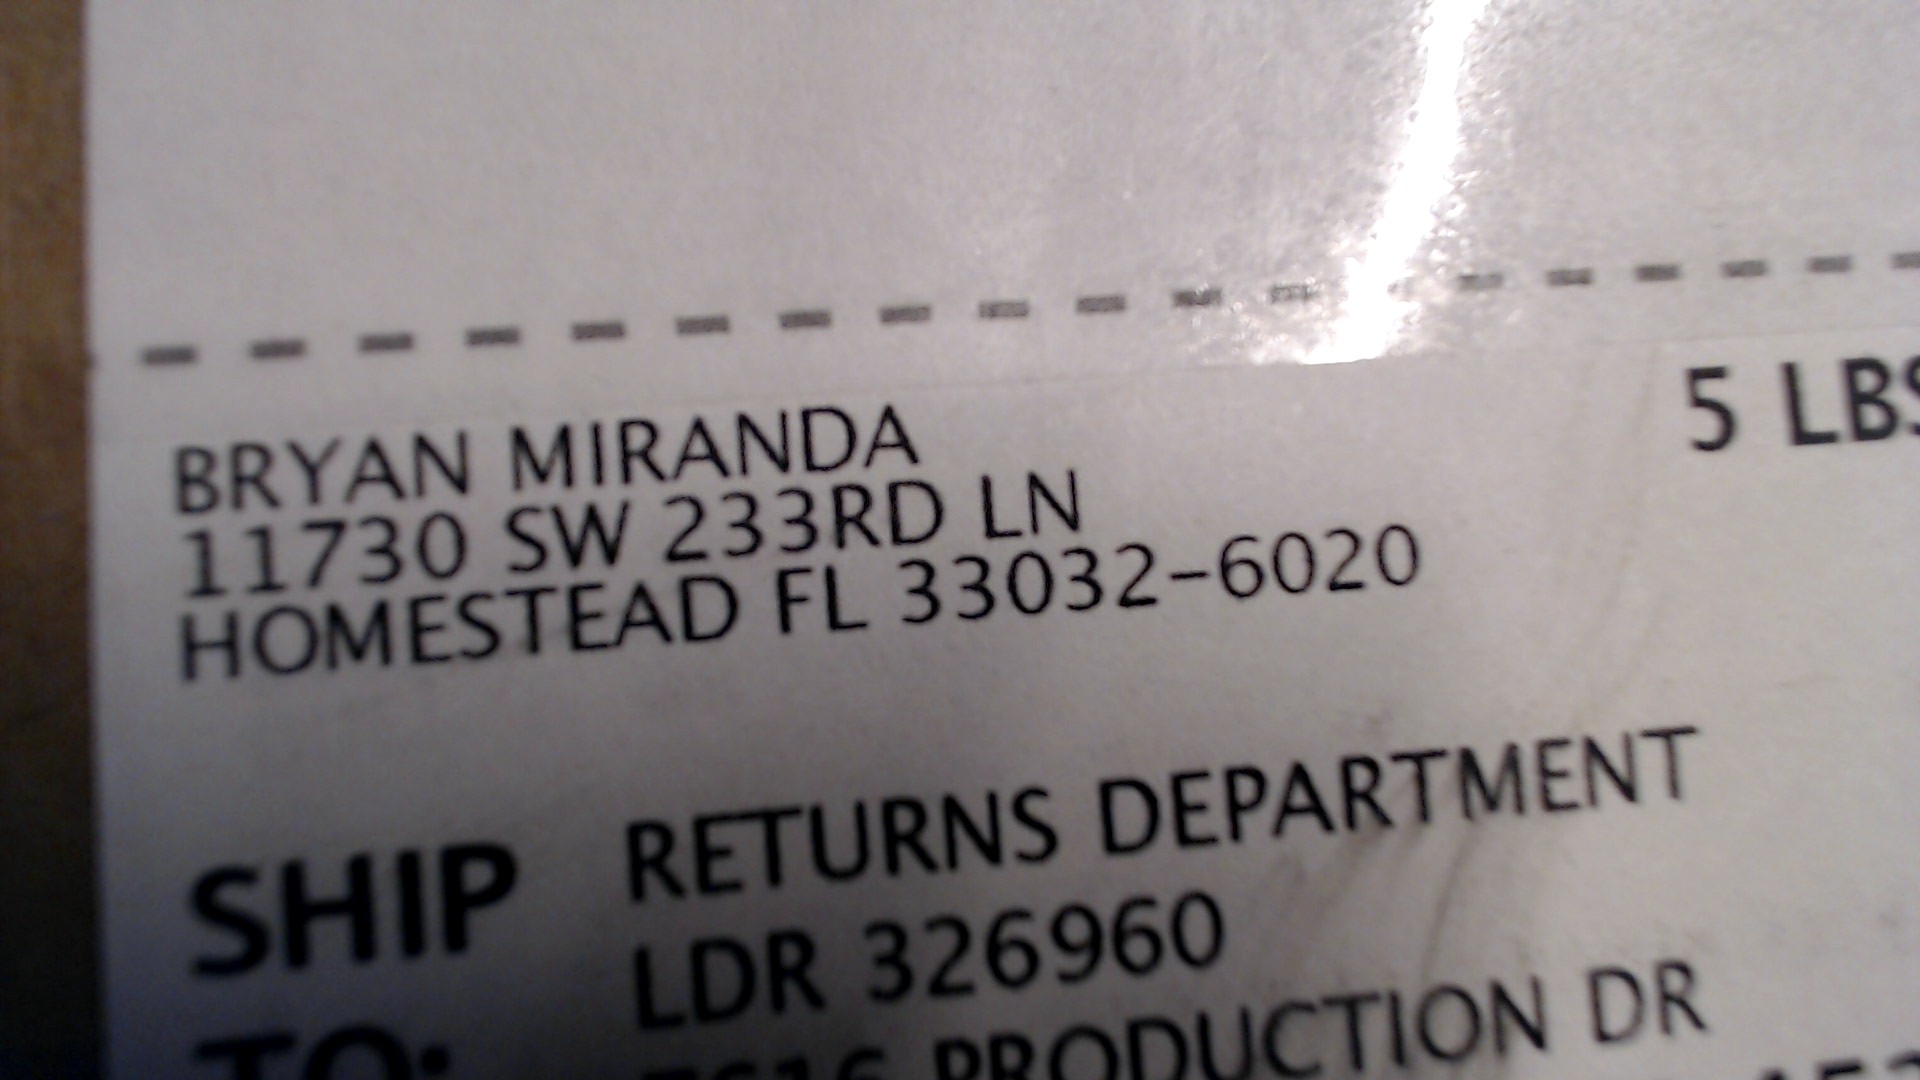 BRYAN MIRANDA
11730 SW 233RD LN
HOMESTEAD FL 33032-6020
5 LBS
SHIP
TO:
RETURNS DEPARTMENT
LDR 326960
PRODUCTION DR